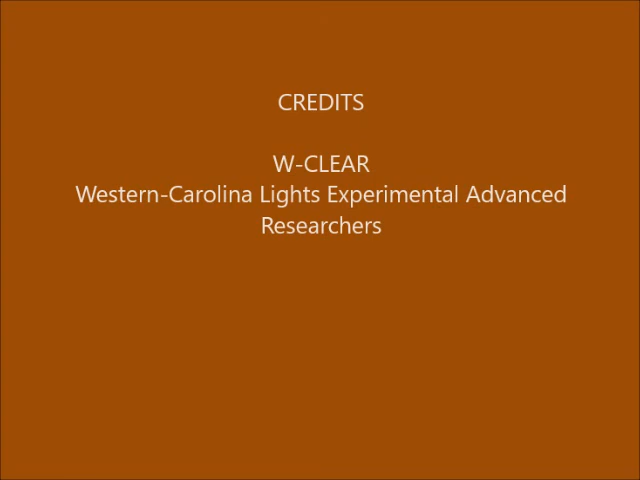 CREDITS
W-CLEAR
Western-Carolina Lights Experimental Advanced
Researchers